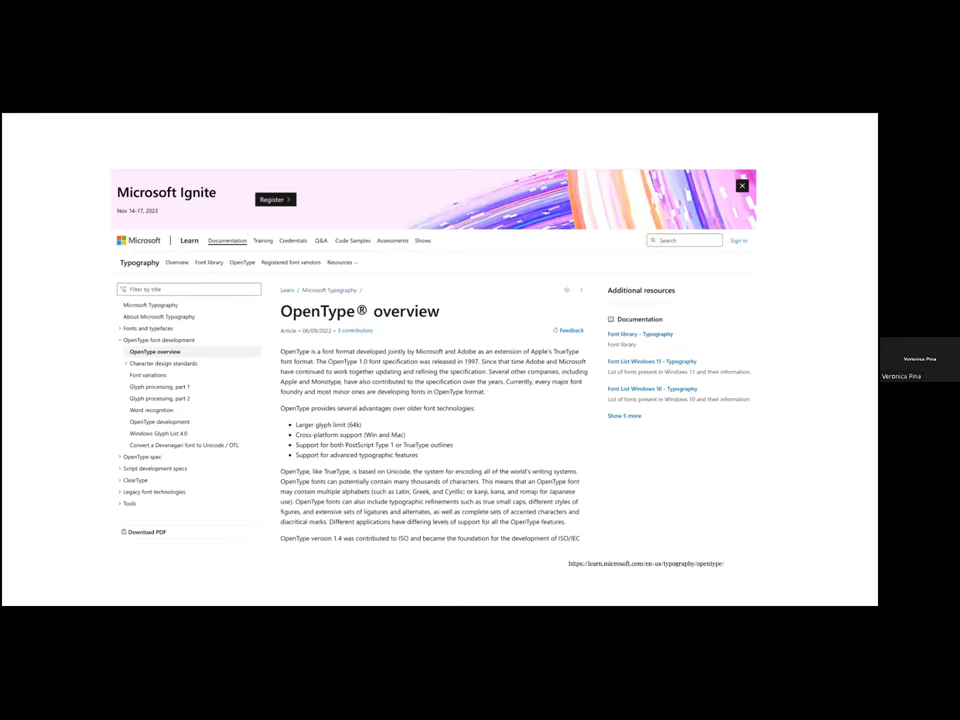 Microsoft Ignite
Nov 14-17, 2023
Register
Microsoft
Learn Documentation Training Credentials Q&A Code Samples Assessments Shows
Search
Sign in
Typography Overview Font library OpenType Registered font vendors Resources
Filter by title
Microsoft Typography
About Microsoft Typography
Fonts and typefaces
OpenType font development
OpenType overview
Character design standards
Font variations
Glyph processing, part 1
Glyph processing, part 2
Word recognition
OpenType development
Windows Glyph List 4.0
Convert a Devanagari font to Unicode / OTL
OpenType spec
Script development specs
ClearType
Legacy font technologies
Tools
Download PDF
Learn / Microsoft Typography /
OpenType® overview
Article • 06/09/2022 • 5 contributors
Feedback
OpenType is a font format developed jointly by Microsoft and Adobe as an extension of Apple's TrueType
font format. The OpenType 1.0 font specification was released in 1997. Since that time Adobe and Microsoft
have continued to work together updating and refining the specification. Several other companies, including
Apple and Monotype, have also contributed to the specification over the years. Currently, every major font
foundry and most minor ones are developing fonts in OpenType format.
OpenType provides several advantages over older font technologies:
• Larger glyph limit (64k)
• Cross-platform support (Win and Mac)
• Support for both PostScript Type 1 or TrueType outlines
• Support for advanced typographic features
OpenType, like TrueType, is based on Unicode, the system for encoding all of the world's writing systems.
OpenType fonts can potentially contain many thousands of characters. This means that an OpenType font
may contain multiple alphabets (such as Latin, Greek, and Cyrillic; or kanji, kana, and romaji for Japanese
use). OpenType fonts can also include typographic refinements such as true small caps, different styles of
figures, and extensive sets of ligatures and alternates, as well as complete sets of accented characters and
diacritical marks. Different applications have differing levels of support for all the OpenType features.
OpenType version 1.4 was contributed to ISO and became the foundation for the development of ISO/IEC
Additional resources
Documentation
Font library - Typography
Font library
Font List Windows 11 - Typography
List of fonts present in Windows 11 and their information.
Font List Windows 10 - Typography
List of fonts present in Windows 10 and their information.
Show 5 more
https://learn.microsoft.com/en-us/typography/opentype/
Veronica Pina
Veronica Pina